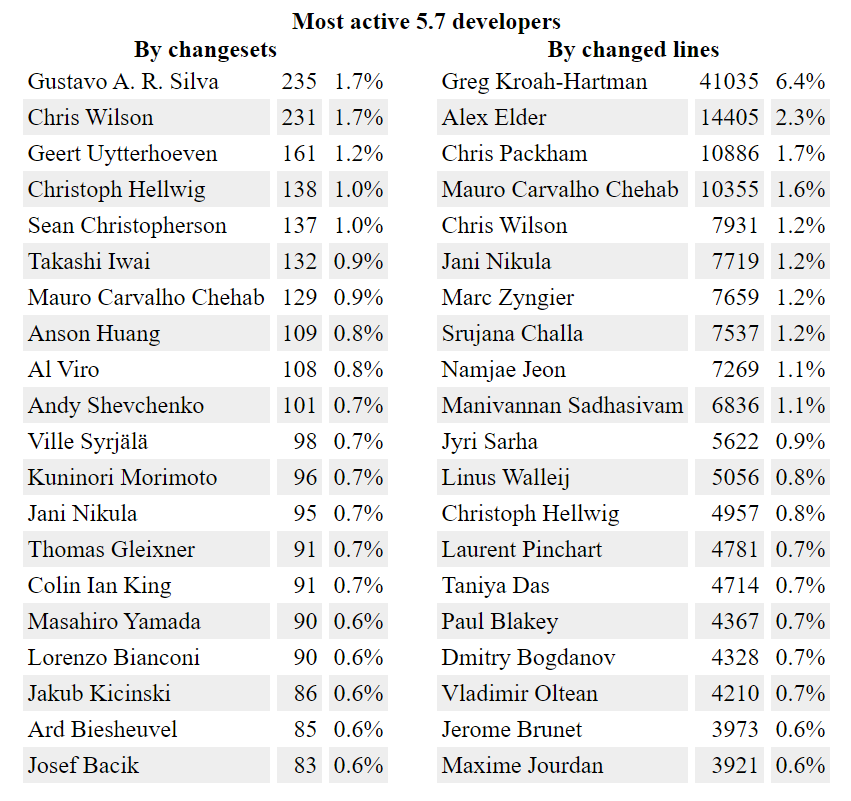 Most active 5.7 developers
By changesets
Gustavo A. R. Silva 235 1.7%
Chris Wilson 231 1.7%
Geert Uytterhoeven 161 1.2%
Christoph Hellwig 138 1.0%
Sean Christopherson 137 1.0%
Takashi Iwai 132 0.9%
Mauro Carvalho Chehab 129 0.9%
Anson Huang 109 0.8%
Al Viro 108 0.8%
Andy Shevchenko 101 0.7%
Ville Syrjälä 98 0.7%
Kuninori Morimoto 96 0.7%
Jani Nikula 95 0.7%
Thomas Gleixner 91 0.7%
Colin Ian King 91 0.7%
Masahiro Yamada 90 0.6%
Lorenzo Bianconi 90 0.6%
Jakub Kicinski 86 0.6%
Ard Biesheuvel 85 0.6%
Josef Bacik 83 0.6%
By changed lines
Greg Kroah-Hartman 41035 6.4%
Alex Elder 14405 2.3%
Chris Packham 10886 1.7%
Mauro Carvalho Chehab 10355 1.6%
Chris Wilson 7931 1.2%
Jani Nikula 7719 1.2%
Marc Zyngier 7659 1.2%
Srujana Challa 7537 1.2%
Namjae Jeon 7269 1.1%
Manivannan Sadhasivam 6836 1.1%
Jyri Sarha 5622 0.9%
Linus Walleij 5056 0.8%
Christoph Hellwig 4957 0.8%
Laurent Pinchart 4781 0.7%
Taniya Das 4714 0.7%
Paul Blakey 4367 0.7%
Dmitry Bogdanov 4328 0.7%
Vladimir Oltean 4210 0.7%
Jerome Brunet 3973 0.6%
Maxime Jourdan 3921 0.6%